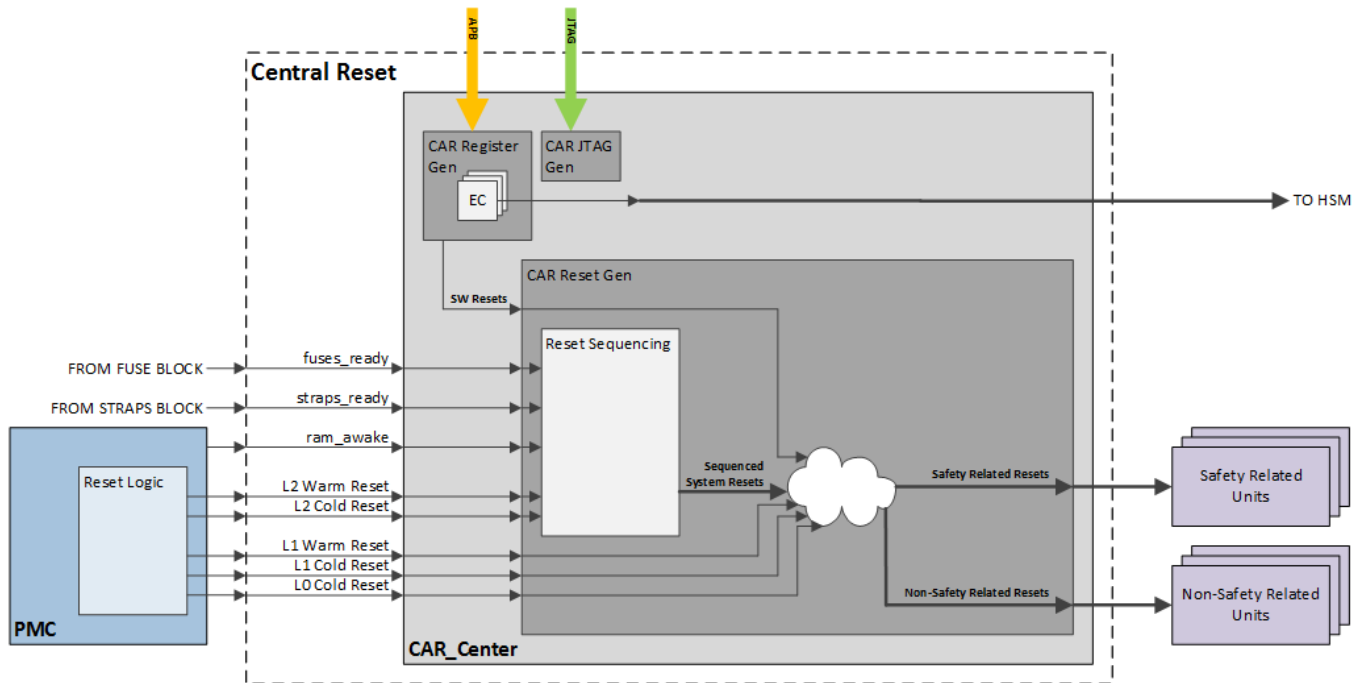 APB
JTAG
Central Reset
CAR Register
Gen
CAR JTAG
Gen
EC
TO HSM
CAR Reset Gen
SW Resets
Reset Sequencing
FROM FUSE BLOCK
fuses_ready
FROM STRAPS BLOCK
straps_ready
ram_awake
Reset Logic
L2 Warm Reset
L2 Cold Reset
L1 Warm Reset
L1 Cold Reset
L0 Cold Reset
PMC
Sequenced
System Resets
Safety Related Resets
Safety Related
Units
Non-Safety Related Resets
Non-Safety Related
Units
CAR_Center